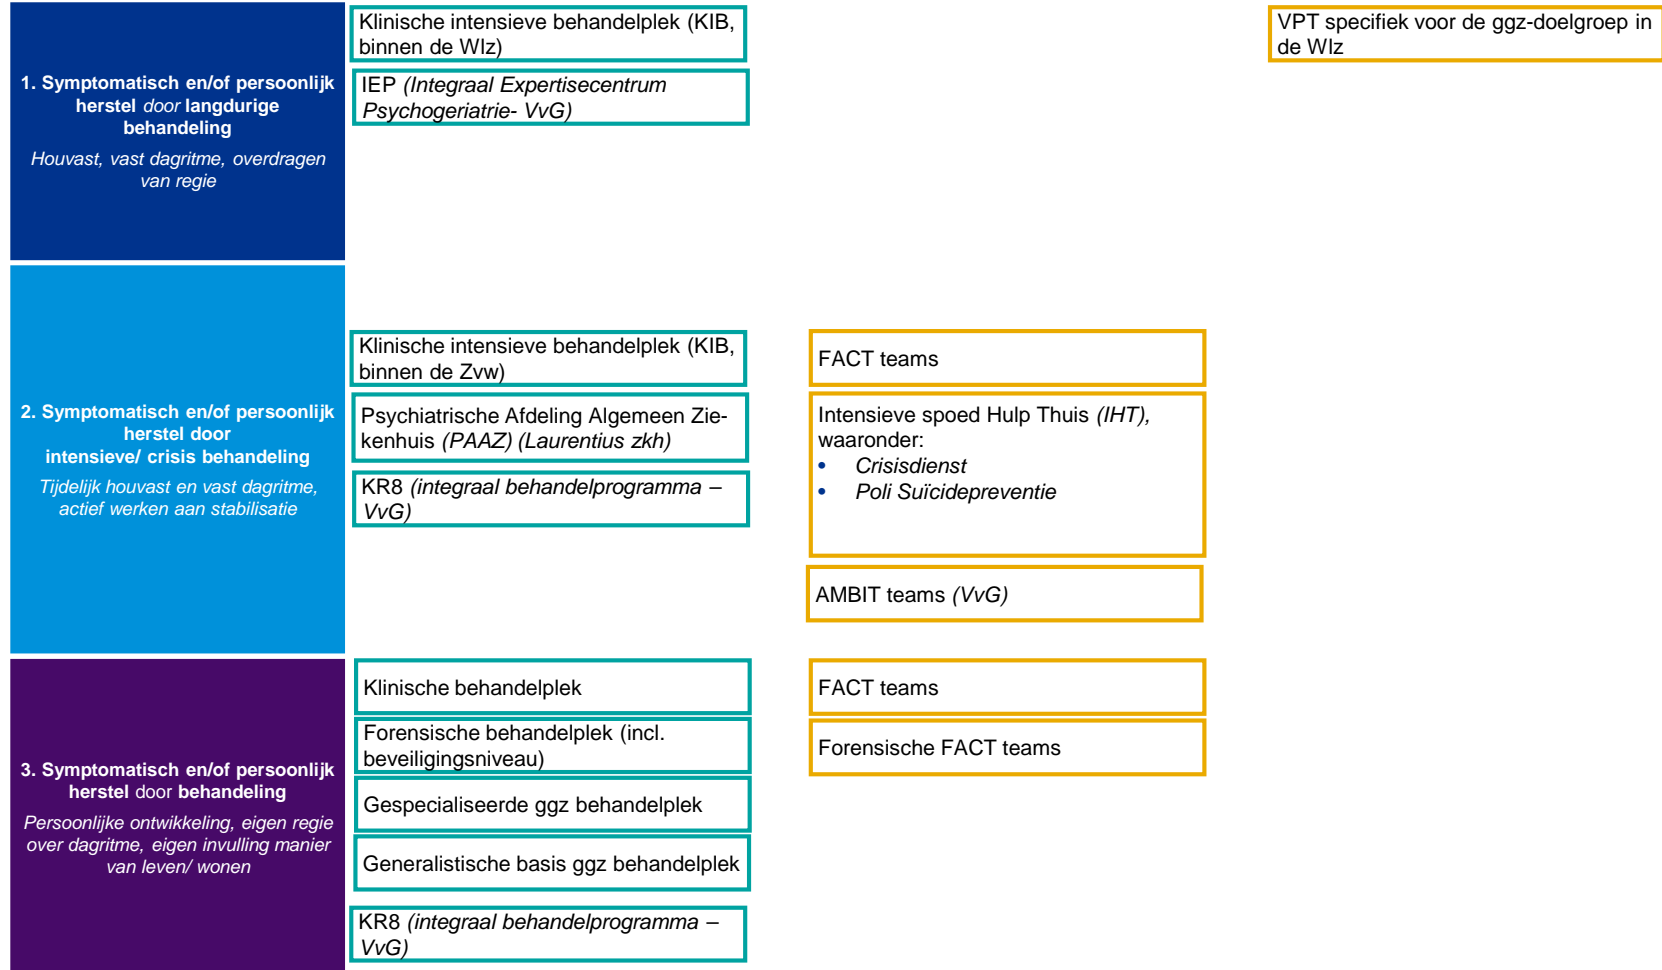 1. Symptomatisch en/of persoonlijk
herstel door langdurige
behandeling
Houvast, vast dagritme, overdragen
van regie
Klinische intensieve behandelplek (KIB,
binnen de Wlz)
IEP (Integraal Expertisecentrum
Psychogeriatrie- VvG)
VPT specifiek voor de ggz-doelgroep in
de Wlz
2. Symptomatisch en/of persoonlijk
herstel door
intensieve/ crisis behandeling
Tijdelijk houvast en vast dagritme,
actief werken aan stabilisatie
Klinische intensieve behandelplek (KIB,
binnen de Zvw)
Psychiatrische Afdeling Algemeen Zie-
kenhuis (PAAZ) (Laurentius zkh)
KR8 (integraal behandelprogramma –
VvG)
FACT teams
Intensieve spoed Hulp Thuis (IHT),
waaronder:
• Crisisdienst
• Poli Suïcidepreventie
AMBIT teams (VvG)
3. Symptomatisch en/of persoonlijk
herstel door behandeling
Persoonlijke ontwikkeling, eigen regie
over dagritme, eigen invulling manier
van leven/ wonen
Klinische behandelplek
Forensische behandelplek (incl.
beveiligingsniveau)
Gespecialiseerde ggz behandelplek
Generalistische basis ggz behandelplek
KR8 (integraal behandelprogramma –
VvG)
FACT teams
Forensische FACT teams